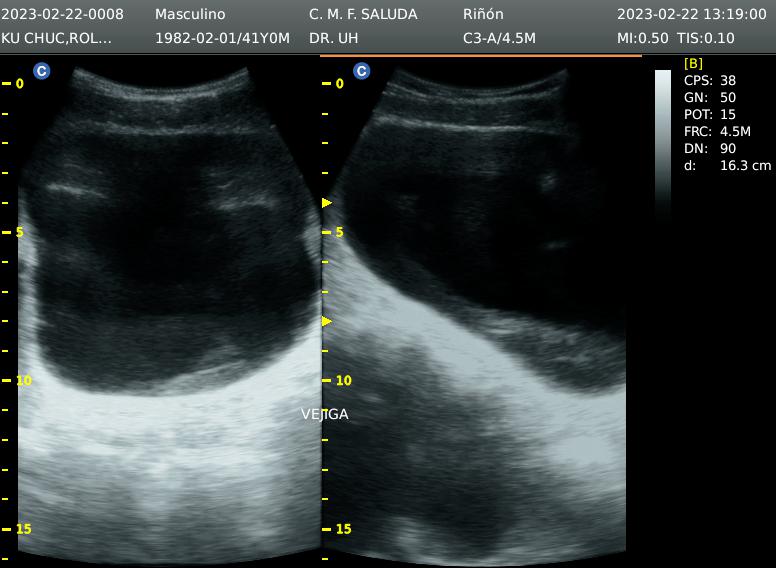 2023-02-22-0008 Masculino C. M. F. SALUDA Riñón 2023-02-22 13:19:00
KU CHUC,ROL... 1982-02-01/41Y0M DR. UH C3-A/4.5M MI:0.50 TIS:0.10
C C [B]
0 0 CPS: 38
GN: 50
POT: 15
FRC: 4.5M
DN: 90
d: 16.3 cm
5 5
10 10
VEJIGA
15 15